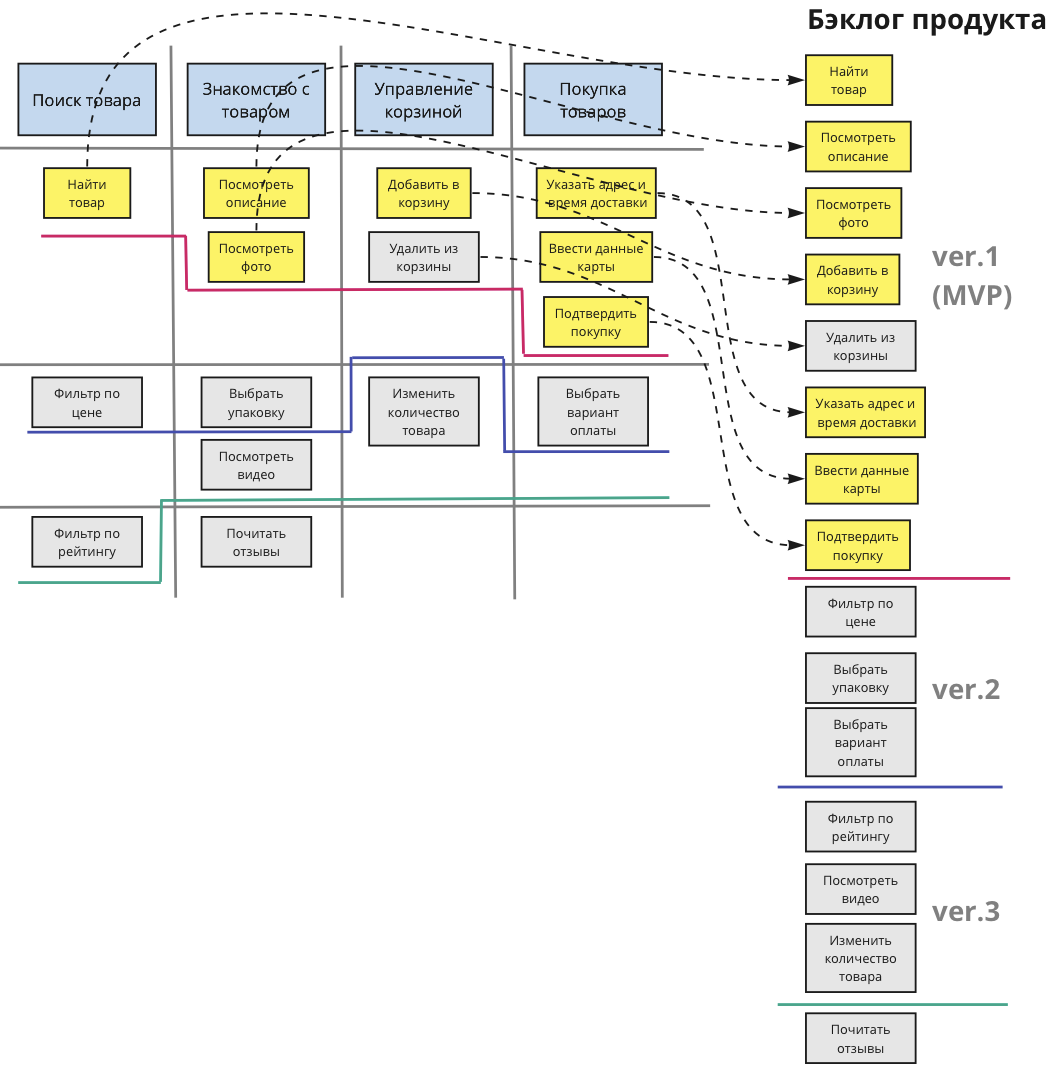 Бэклог продукта
Поиск товара
Знакомство с
товаром
Управление
корзиной
Покупка
товаров
Найти
товар
Посмотреть
описание
Добавить в
корзину
Указать адрес и
время доставки
Посмотреть
фото
Удалить из
корзины
Ввести данные
карты
Подтвердить
покупку
Фильтр по
цене
Выбрать
упаковку
Изменить
количество
товара
Выбрать
вариант
оплаты
Посмотреть
видео
Фильтр по
рейтингу
Почитать
отзывы
Найти
товар
Посмотреть
описание
Посмотреть
фото
Добавить в
корзину
Удалить из
корзины
Указать адрес и
время доставки
Ввести данные
карты
Подтвердить
покупку
ver.1
(MVP)
Фильтр по
цене
Выбрать
упаковку
Выбрать
вариант
оплаты
ver.2
Фильтр по
рейтингу
Посмотреть
видео
Изменить
количество
товара
ver.3
Почитать
отзывы